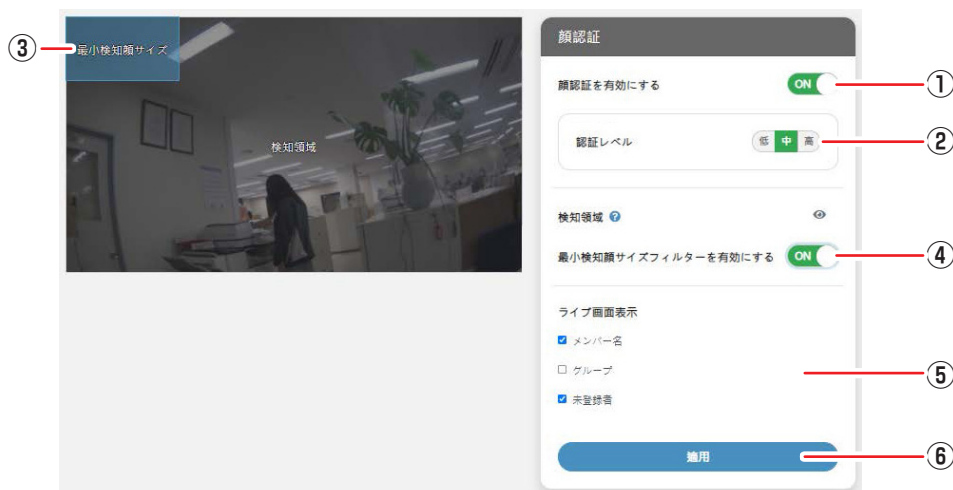 ③
最小検知顔サイズ
検知領域
顔認証
顔認証を有効にする
ON
①
認証レベル
低 中 高
②
検知領域 ?
最小検知顔サイズフィルターを有効にする
ON
④
ライブ画面表示
メンバー名
グループ
⑤
未登録者
適用
⑥